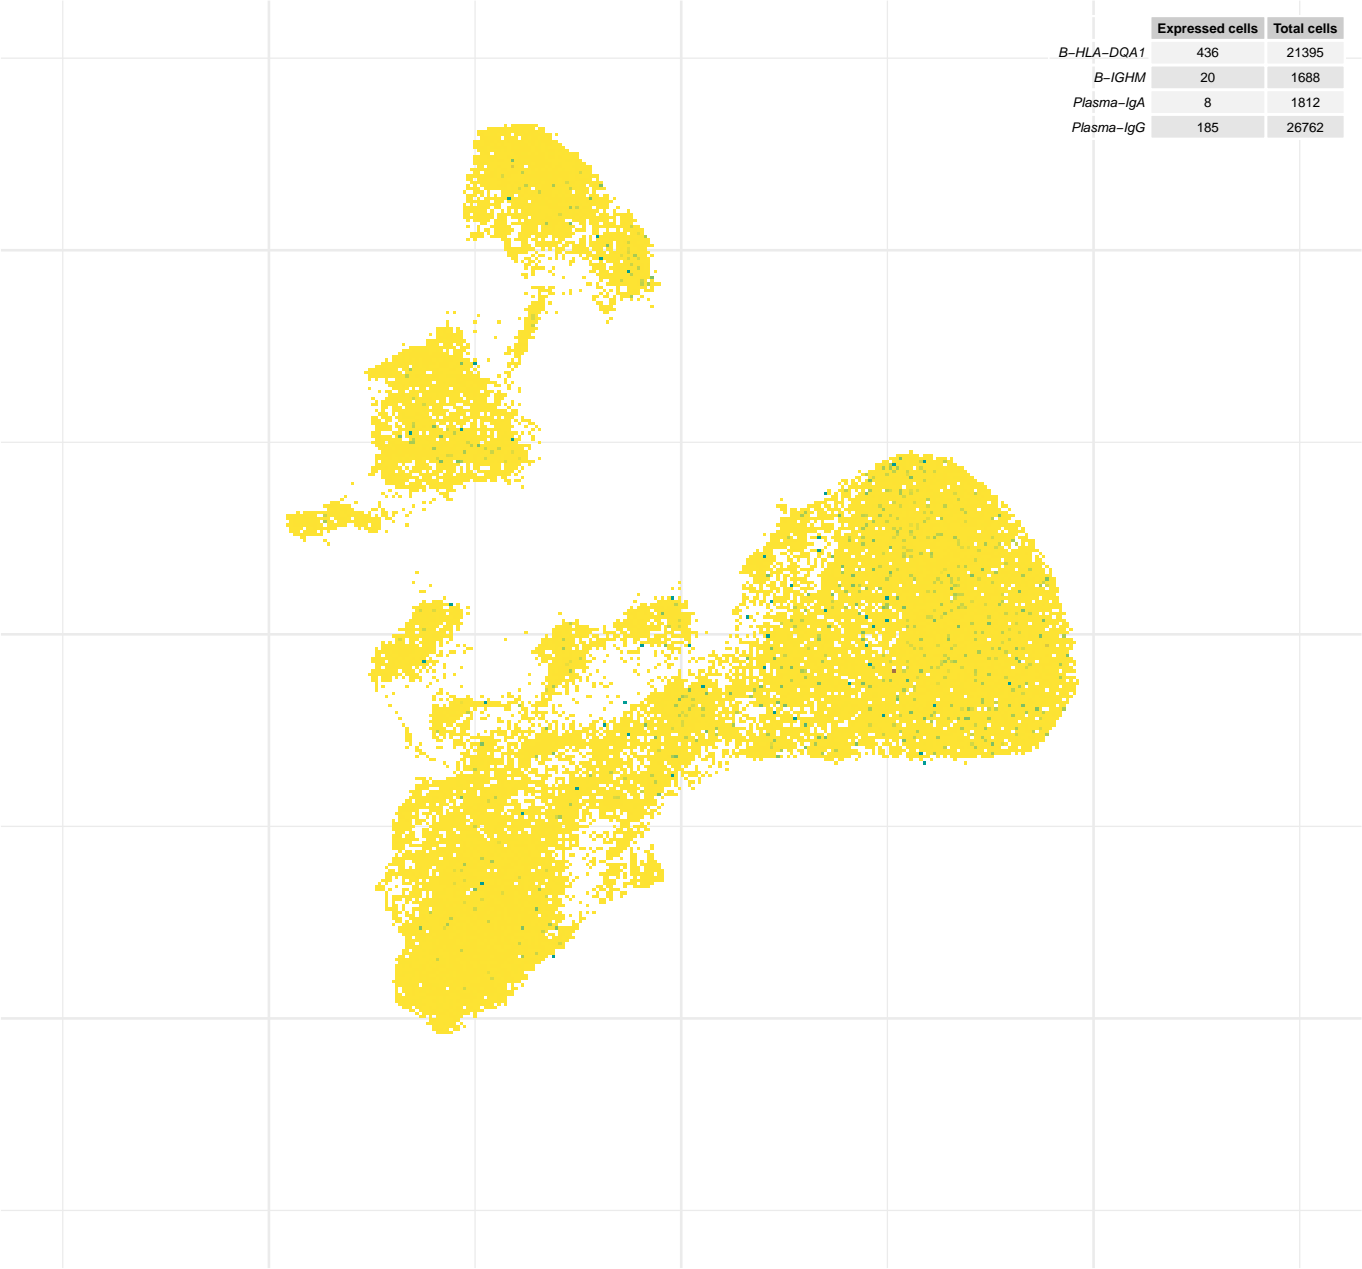 Expressed cells Total cells
B−HLA−DQA1 436 21395
B−IGHM 20 1688
Plasma−IgA 8 1812
Plasma−IgG 185 26762